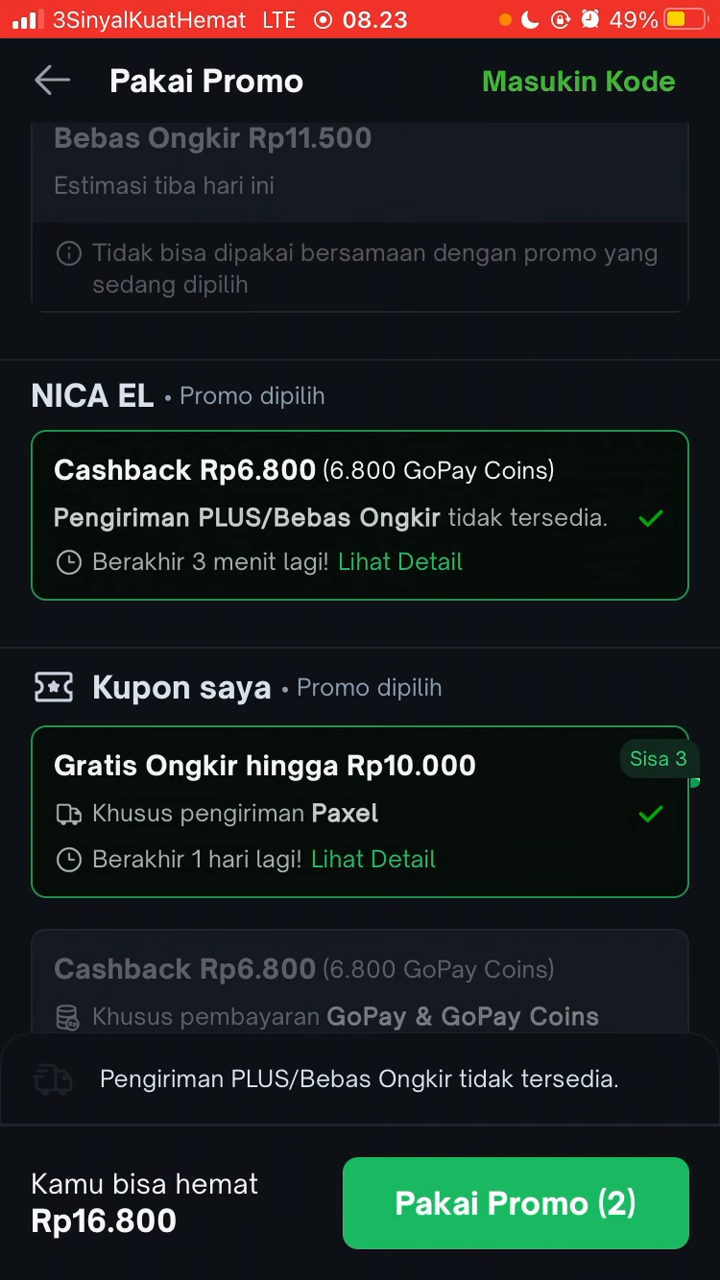 3SinyalKuatHemat LTE 08.23 49%
Pakai Promo Masukin Kode
Bebas Ongkir Rp11.500
Estimasi tiba hari ini
Tidak bisa dipakai bersamaan dengan promo yang
sedang dipilih
NICA EL • Promo dipilih
Cashback Rp6.800 (6.800 GoPay Coins)
Pengiriman PLUS/Bebas Ongkir tidak tersedia.
Berakhir 3 menit lagi! Lihat Detail
Kupon saya • Promo dipilih
Sisa 3
Gratis Ongkir hingga Rp10.000
Khusus pengiriman Paxel
Berakhir 1 hari lagi! Lihat Detail
Cashback Rp6.800 (6.800 GoPay Coins)
Khusus pembayaran GoPay & GoPay Coins
Pengiriman PLUS/Bebas Ongkir tidak tersedia.
Kamu bisa hemat
Rp16.800
Pakai Promo (2)